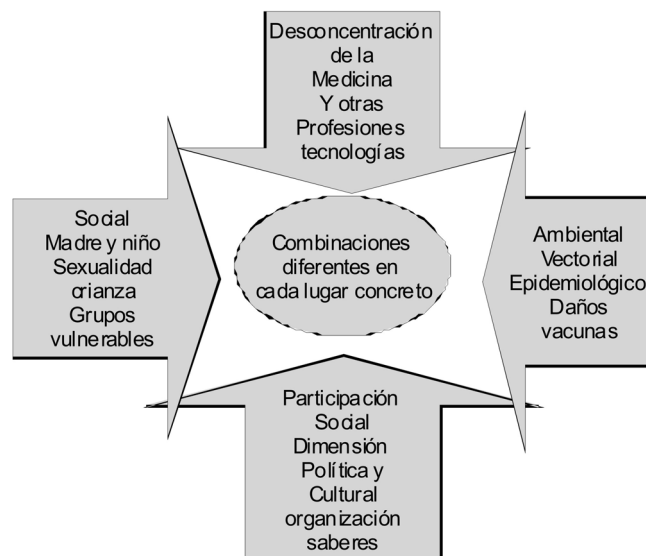 Desconcentración
de la
Medicina
Y otras
Profesiones
tecnologías
Social
Madre y niño
Sexualidad
crianza
Grupos
vulnerables
Combinaciones
diferentes en
cada lugar concreto
Ambiental
Vectorial
Epidemiológico
Daños
vacunas
Participación
Social
Dimensión
Política y
Cultural
organización
saberes